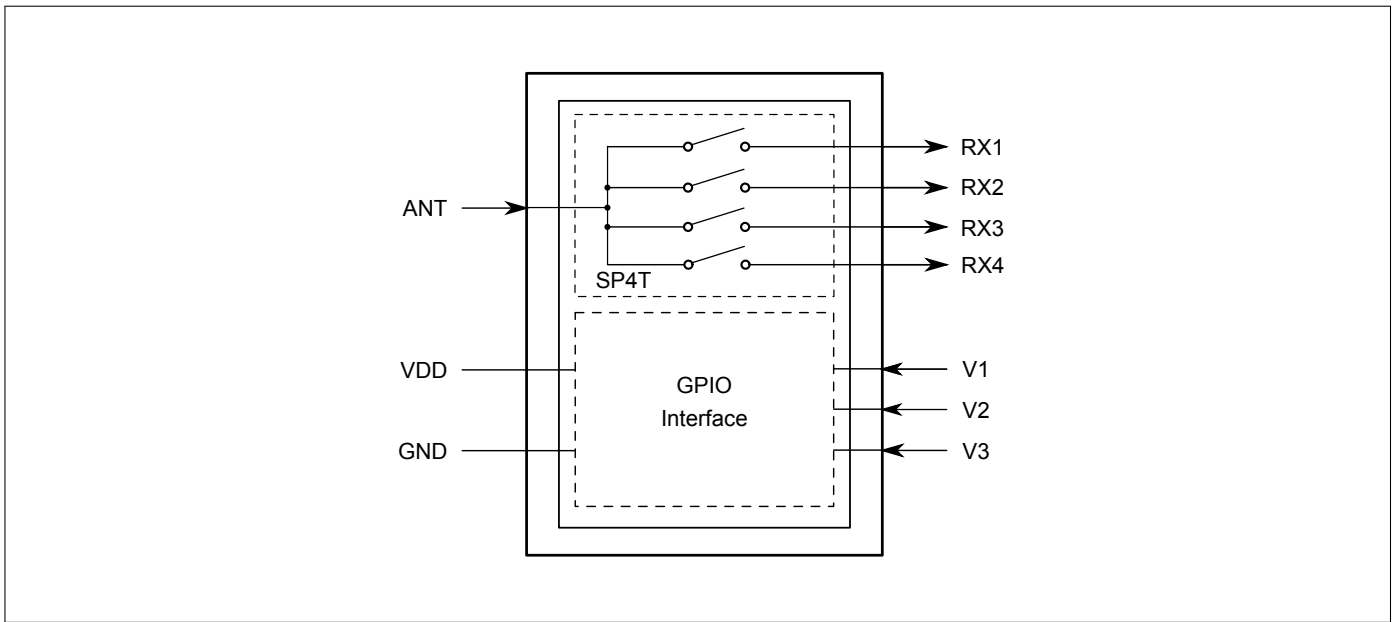 RX1
RX2
ANT
RX3
RX4
SP4T
VDD
V1
GPIO
Interface
V2
GND
V3